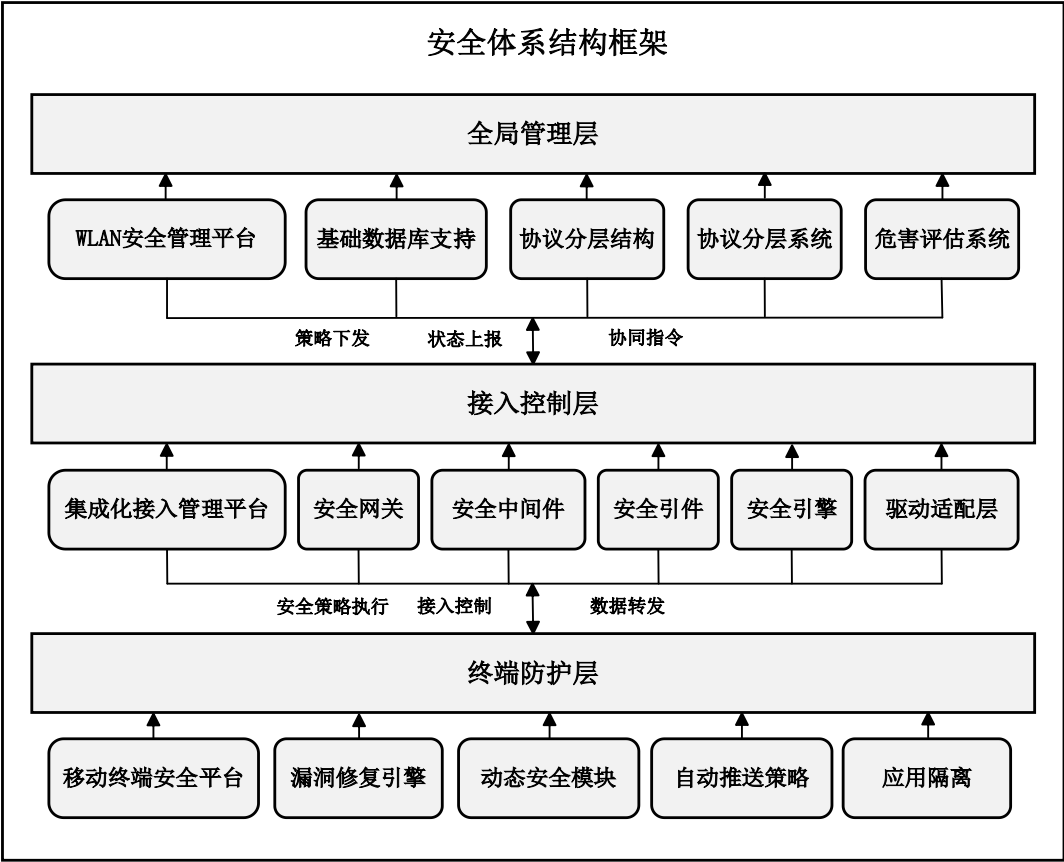 安全体系结构框架
全局管理层
WLAN安全管理平台
基础数据库支持
协议分层结构
协议分层系统
危害评估系统
策略下发
状态上报
协同指令
接入控制层
集成化接入管理平台
安全网关
安全中间件
安全引件
安全引擎
驱动适配层
安全策略执行
接入控制
数据转发
终端防护层
移动终端安全平台
漏洞修复引擎
动态安全模块
自动推送策略
应用隔离